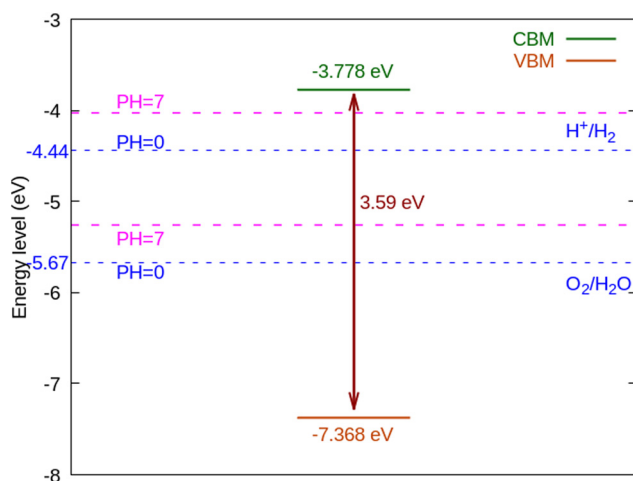 -3
CBM
VBM
-3.778 eV
PH=7
-4
H⁺/H₂
PH=0
-4.44
-5
3.59 eV
PH=7
-5.67
PH=0
O₂/H₂O
-6
-7
-7.368 eV
-8
Energy level (eV)